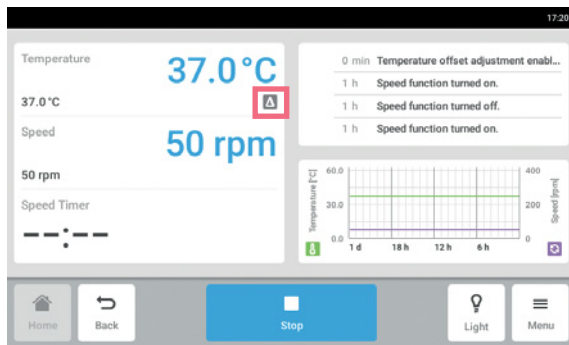 17:20
Temperature
37.0°C
37.0°C
Δ
Speed
50 rpm
50 rpm
Speed Timer
--:--
0 min Temperature offset adjustment enabl...
1 h Speed function turned on.
1 h Speed function turned off.
1 h Speed function turned on.
Temperature [°C]
60.0
30.0
0.0
400
200
0
Speed [rpm]
1 d 18 h 12 h 6 h
Home
Back
Stop
Light
Menu